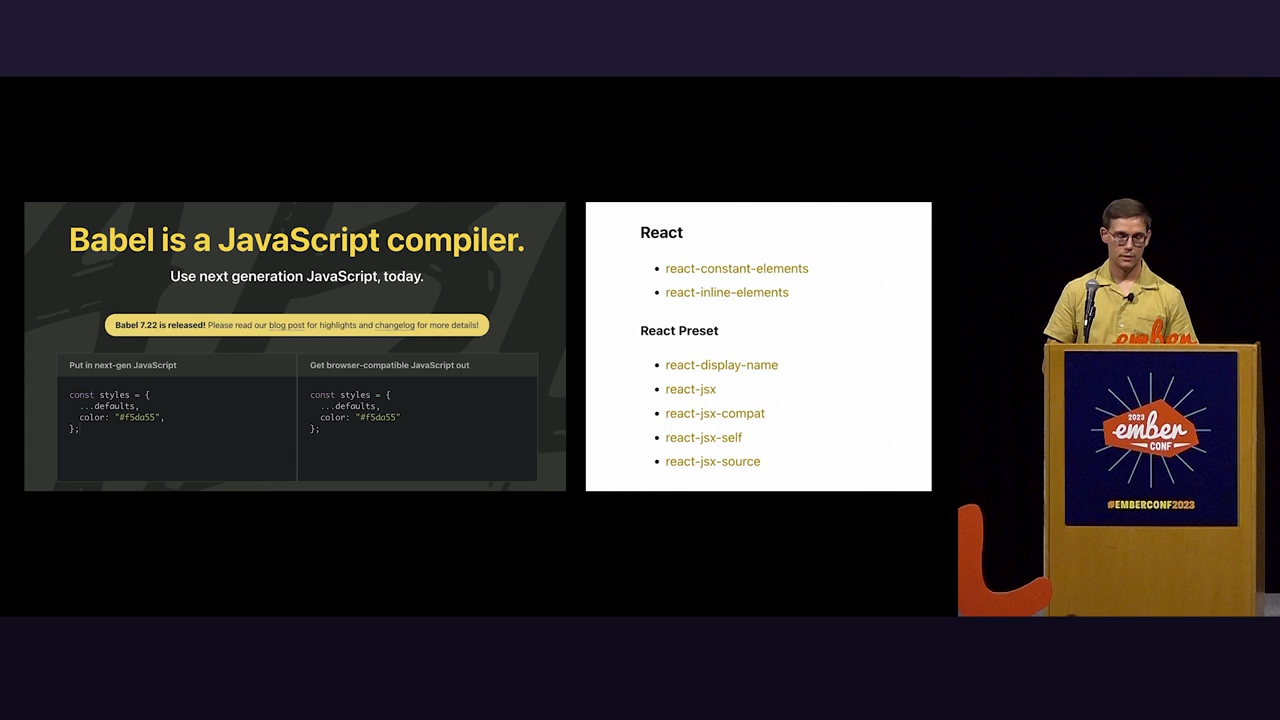 Babel is a JavaScript compiler.
Use next generation JavaScript, today.
Babel 7.22 is released! Please read our blog post for highlights and changelog for more details!
Put in next-gen JavaScript
const styles = {
...defaults,
color: "#f5da55",
};
Get browser-compatible JavaScript out
const styles = {
...defaults,
color: "#f5da55"
};
React
• react-constant-elements
• react-inline-elements
React Preset
• react-display-name
• react-jsx
• react-jsx-compat
• react-jsx-self
• react-jsx-source
ember
2023
ember
CONF
#EMBERCONF2023